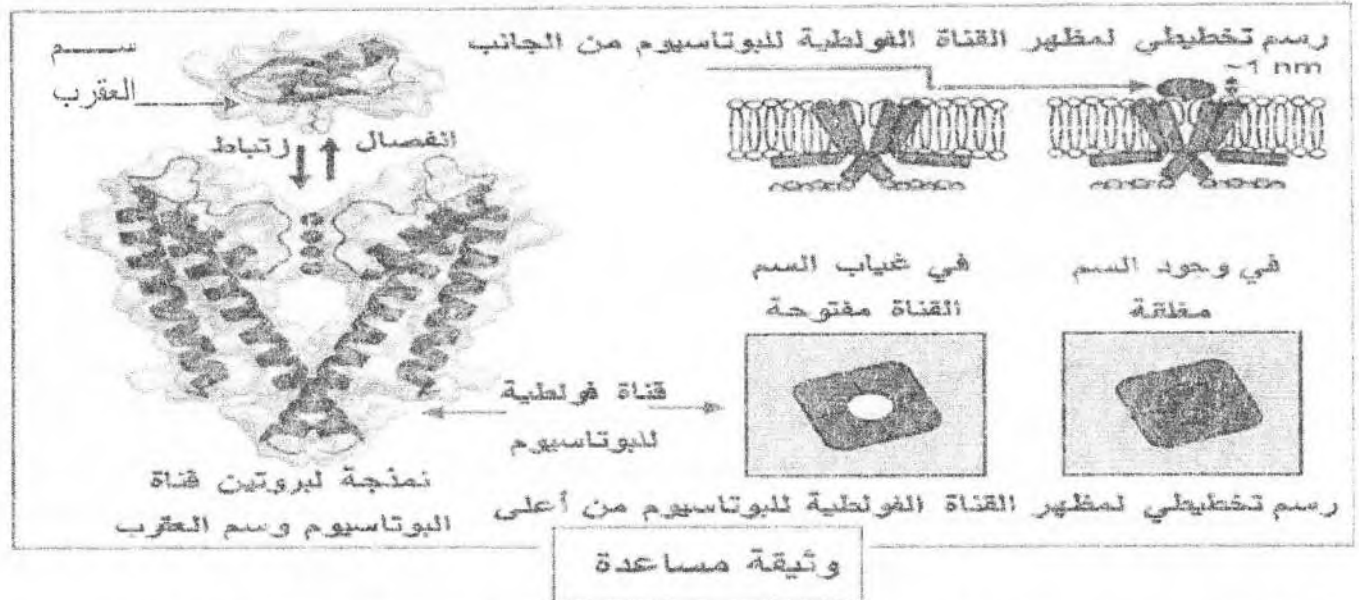 رسم تخطيطي لمظهر القناة الفولطية للبوتاسيوم من الجانب
~1 nm
سم
العقرب
ارتباط
انفصال
في غياب السم
القناة مفتوحة
في وجود السم
مغلقة
قناة فولطية
للبوتاسيوم
نمذجة لبروتين قناة
البوتاسيوم وسم العقرب
رسم تخطيطي لمظهر القناة الفولطية للبوتاسيوم من أعلى
وثيقة مساعدة